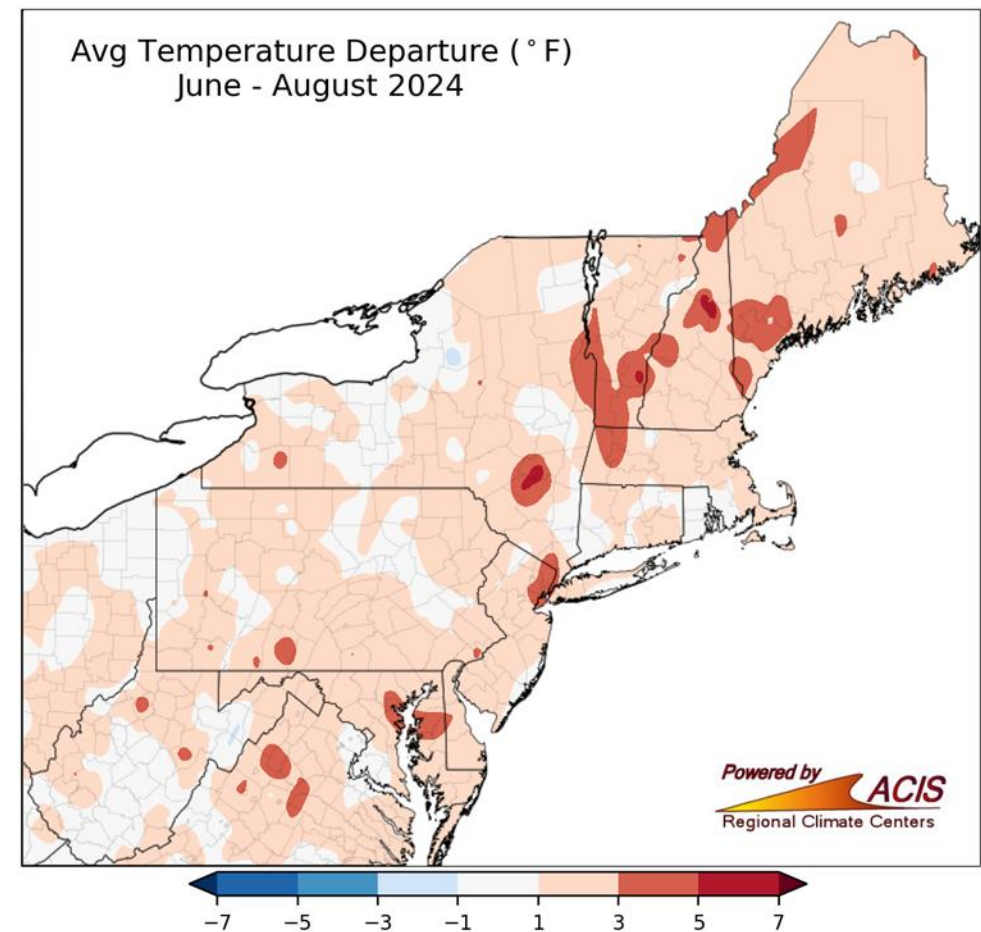 Avg Temperature Departure (°F)
June - August 2024
Powered by ACIS
Regional Climate Centers
−7 −5 −3 −1 1 3 5 7